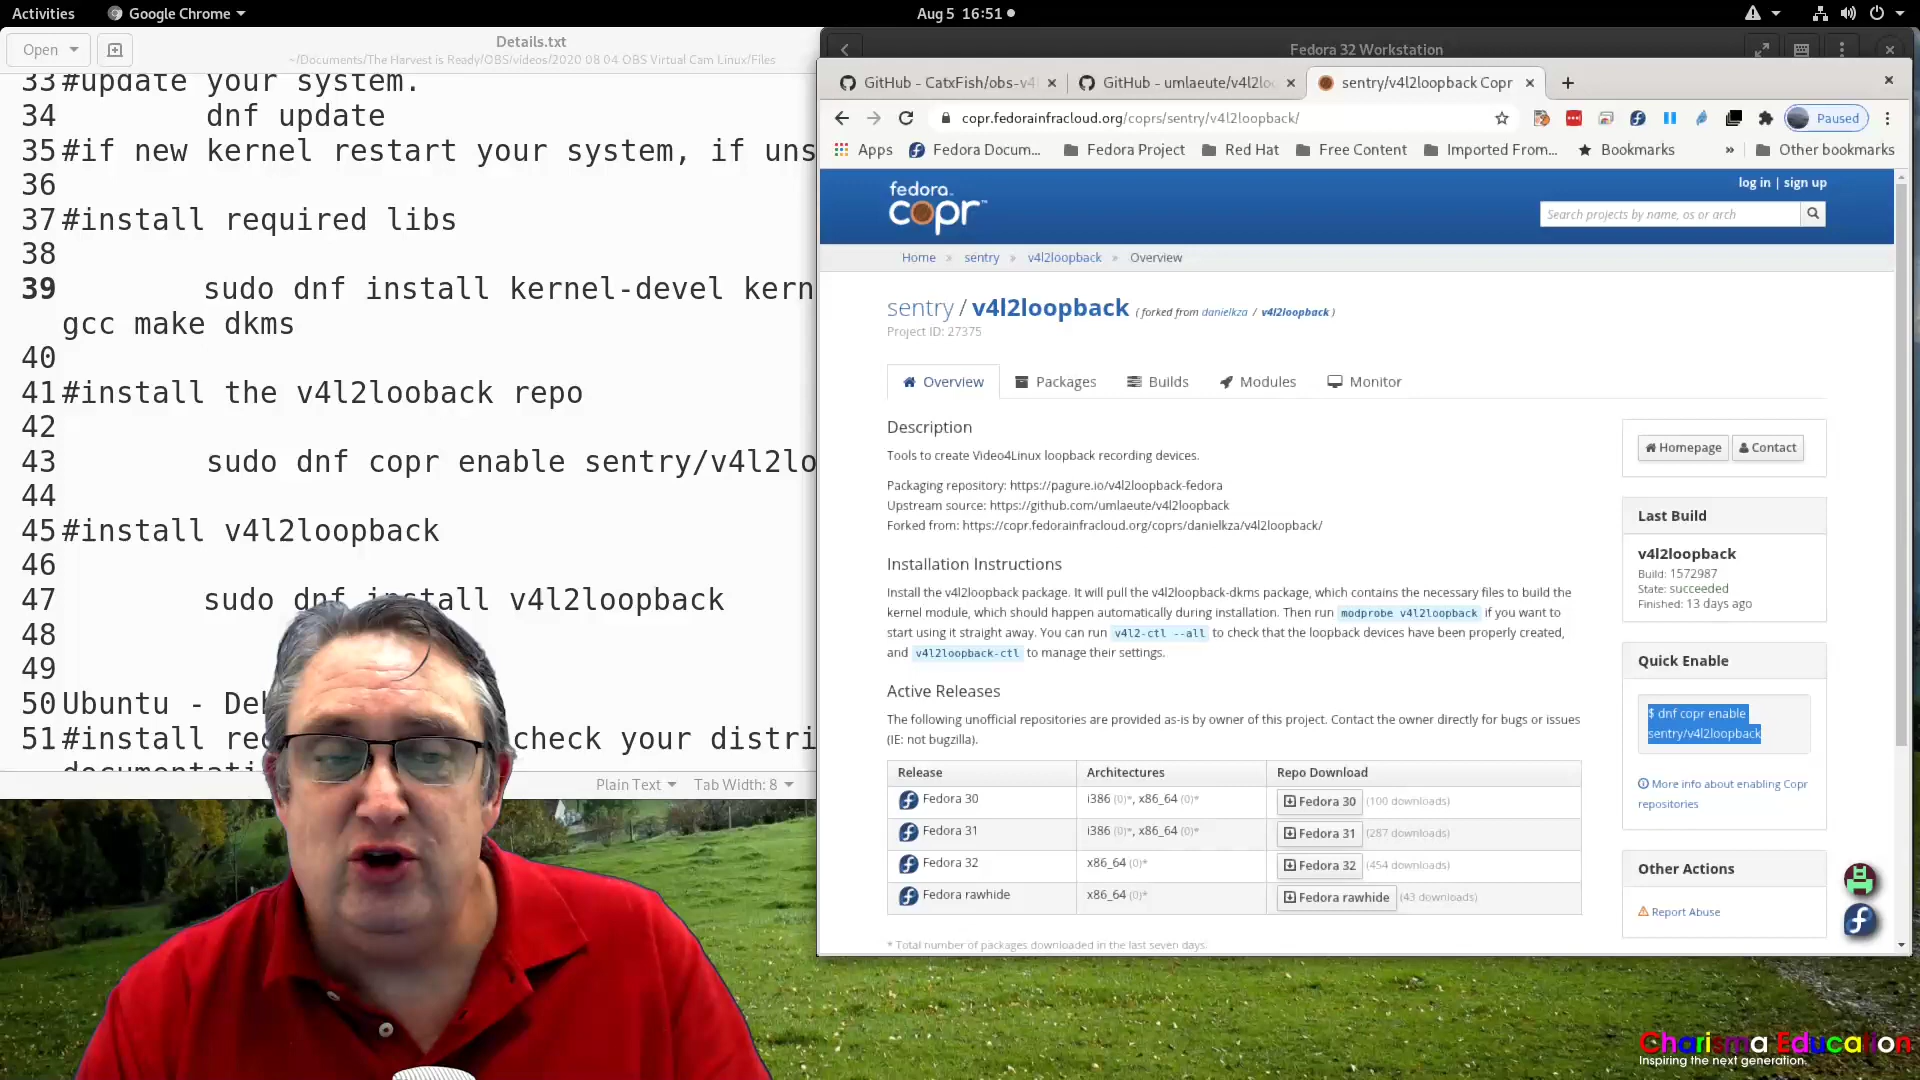 Activities
Google Chrome
Aug 5 16:51
Open
Details.txt
~/Documents/The Harvest is Ready/OBS/videos/2020 08 04 OBS Virtual Cam Linux/Files
33 #update your system.
34 dnf update
35 #if new kernel restart your system, if uns
36
37 #install required libs
38
39 sudo dnf install kernel-devel kern
gcc make dkms
40
41 #install the v4l2looback repo
42
43 sudo dnf copr enable sentry/v4l2lo
44
45 #install v4l2loopback
46
47 sudo dnf install v4l2loopback
48
49
50 Ubuntu - De
51 #install re check your distri
Plain Text
Tab Width: 8
Fedora 32 Workstation
GitHub - CatxFish/obs-v4l
GitHub - umlaeute/v4l2lo
sentry/v4l2loopback Copr
copr.fedorainfracloud.org/coprs/sentry/v4l2loopback/
Paused
Apps
Fedora Docum...
Fedora Project
Red Hat
Free Content
Imported From...
Bookmarks
»
Other bookmarks
fedora
copr
log in | sign up
Search projects by name, os or arch
Home » sentry » v4l2loopback » Overview
sentry / v4l2loopback ( forked from danielkza / v4l2loopback )
Project ID: 27375
Overview
Packages
Builds
Modules
Monitor
Description
Tools to create Video4Linux loopback recording devices.
Packaging repository: https://pagure.io/v4l2loopback-fedora
Upstream source: https://github.com/umlaeute/v4l2loopback
Forked from: https://copr.fedorainfracloud.org/coprs/danielkza/v4l2loopback/
Installation Instructions
Install the v4l2loopback package. It will pull the v4l2loopback-dkms package, which contains the necessary files to build the
kernel module, which should happen automatically during installation. Then run modprobe v4l2loopback if you want to
start using it straight away. You can run v4l2-ctl --all to check that the loopback devices have been properly created,
and v4l2loopback-ctl to manage their settings.
Active Releases
The following unofficial repositories are provided as-is by owner of this project. Contact the owner directly for bugs or issues
(IE: not bugzilla).
Release Architectures Repo Download
Fedora 30 i386 (0)*, x86_64 (0)* Fedora 30 (100 downloads)
Fedora 31 i386 (0)*, x86_64 (0)* Fedora 31 (287 downloads)
Fedora 32 x86_64 (0)* Fedora 32 (454 downloads)
Fedora rawhide x86_64 (0)* Fedora rawhide (43 downloads)
* Total number of packages downloaded in the last seven days.
Homepage
Contact
Last Build
v4l2loopback
Build: 1572987
State: succeeded
Finished: 13 days ago
Quick Enable
$ dnf copr enable
sentry/v4l2loopback
More info about enabling Copr
repositories
Other Actions
Report Abuse
Charisma Education
Inspiring the next generation.